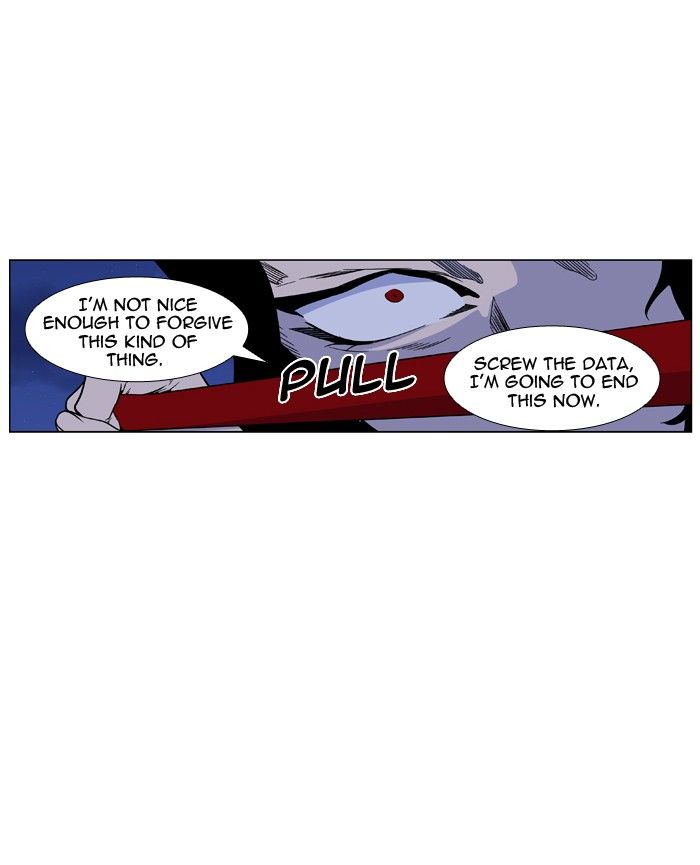 I'M NOT NICE
ENOUGH TO FORGIVE
THIS KIND OF
THING.
PULL
SCREW THE DATA,
I'M GOING TO END
THIS NOW.